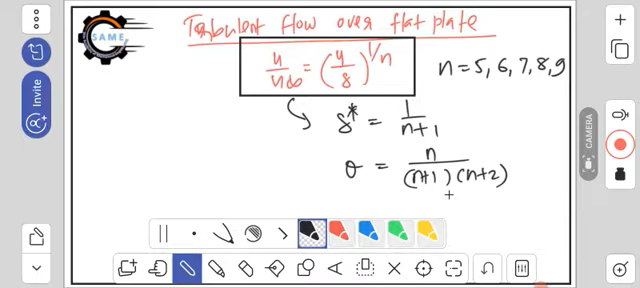 Turbulent flow over flat plate
SAME
u/u∞ = (y/δ)^1/n
n = 5, 6, 7, 8, 9
δ* = 1/n+1
θ = n/(n+1)(n+2)
Invite
CAMERA
A